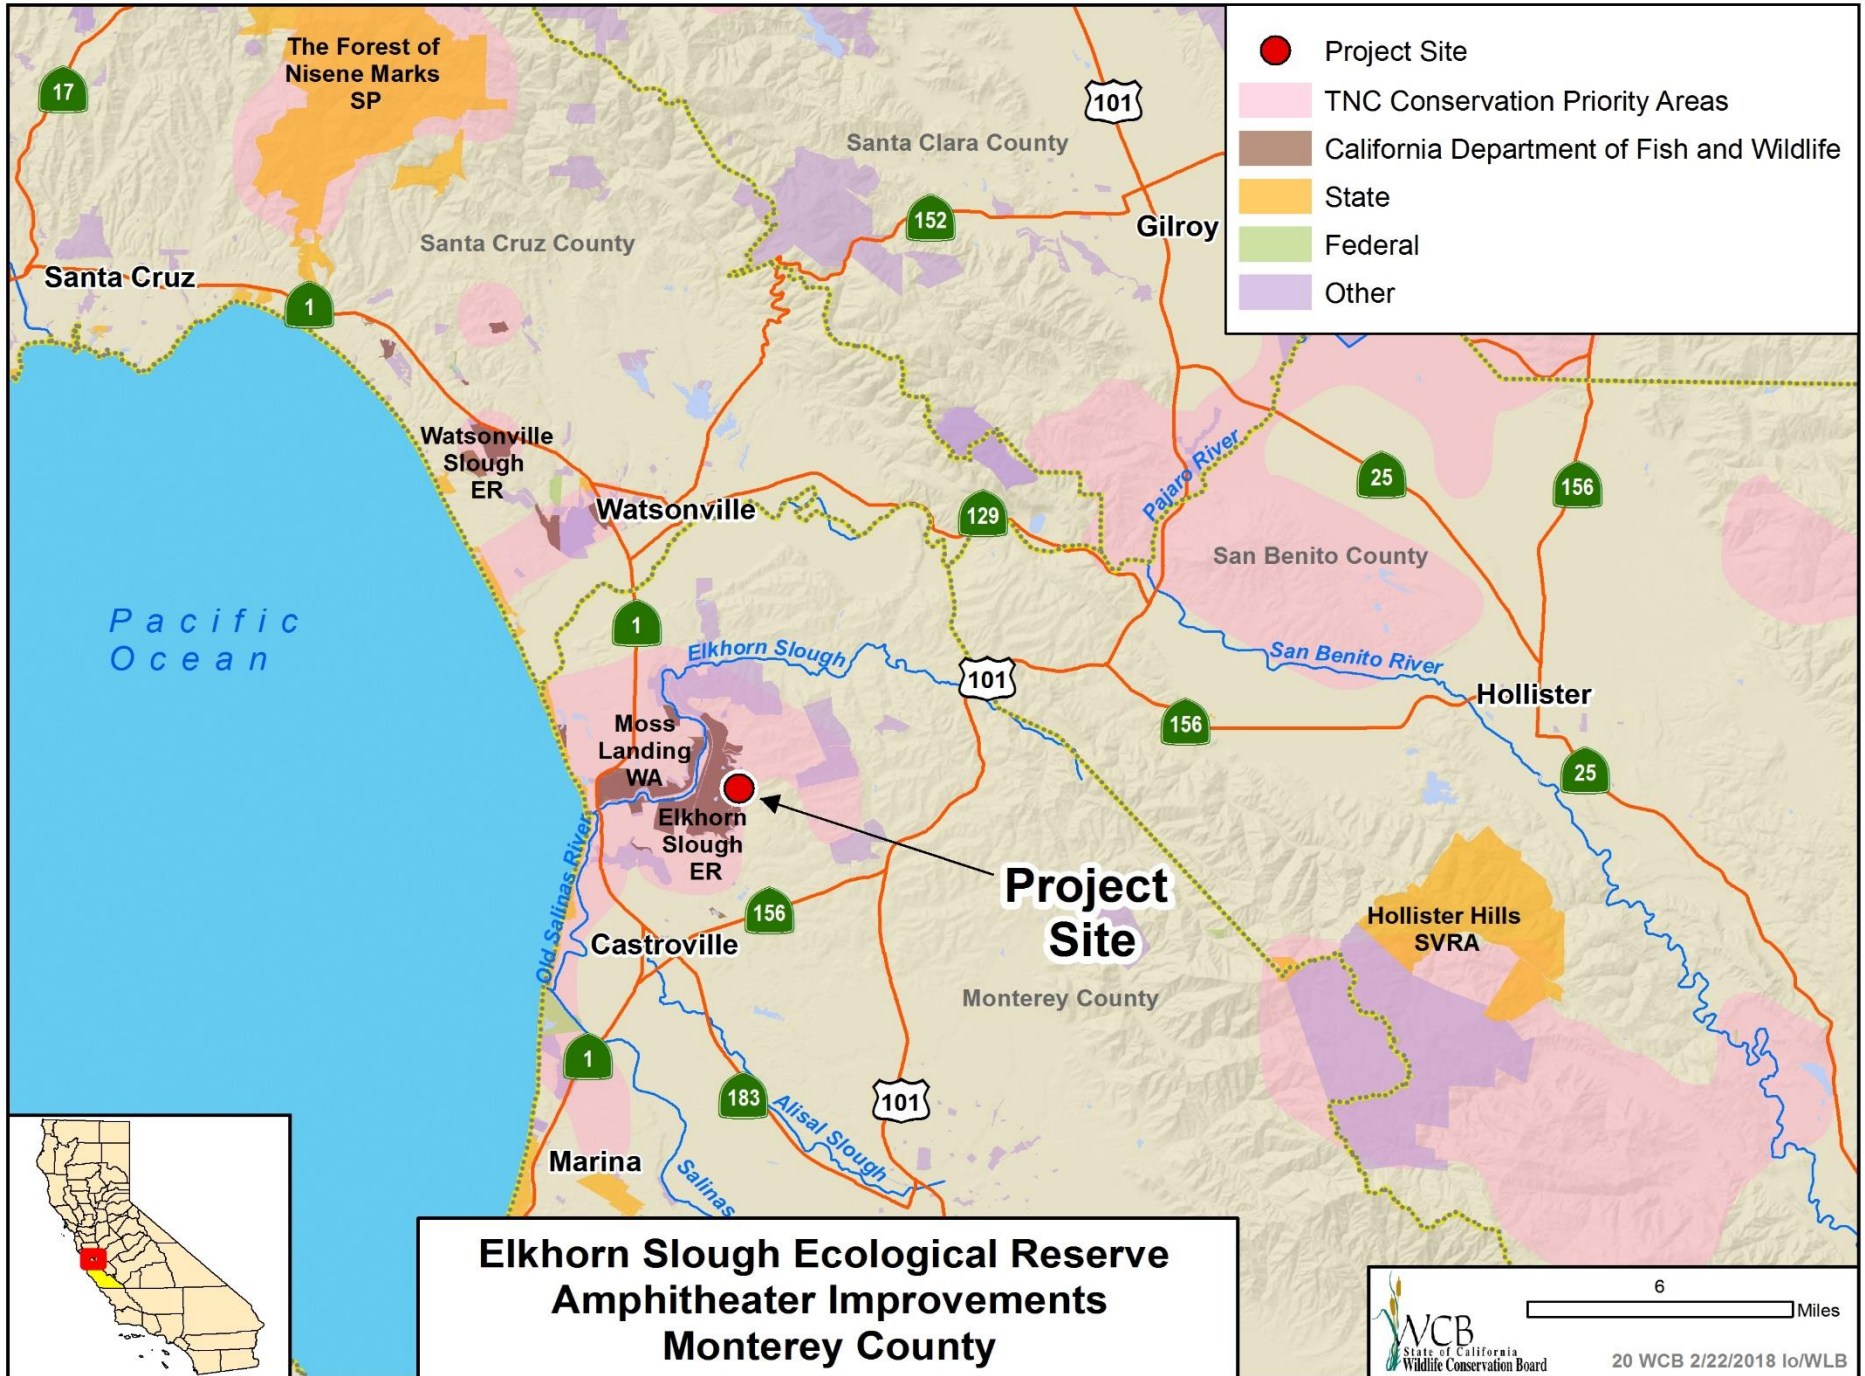 The Forest of
Nisene Marks
SP
17
101
Santa Clara County
152
Gilroy
Santa Cruz County
Santa Cruz
1
Project Site
TNC Conservation Priority Areas
California Department of Fish and Wildlife
State
Federal
Other
Watsonville
Slough
ER
Watsonville
129
Pajaro River
25
156
San Benito County
Pacific
Ocean
1
Elkhorn Slough
101
San Benito River
Hollister
156
25
Moss
Landing
WA
Elkhorn
Slough
ER
Project
Site
Old Salinas River
156
Castroville
Hollister Hills
SVRA
Monterey County
1
183
101
Alisal Slough
Marina
Salinas
Elkhorn Slough Ecological Reserve
Amphitheater Improvements
Monterey County
6
Miles
WCB
State of California
Wildlife Conservation Board
20 WCB 2/22/2018 lo/WLB